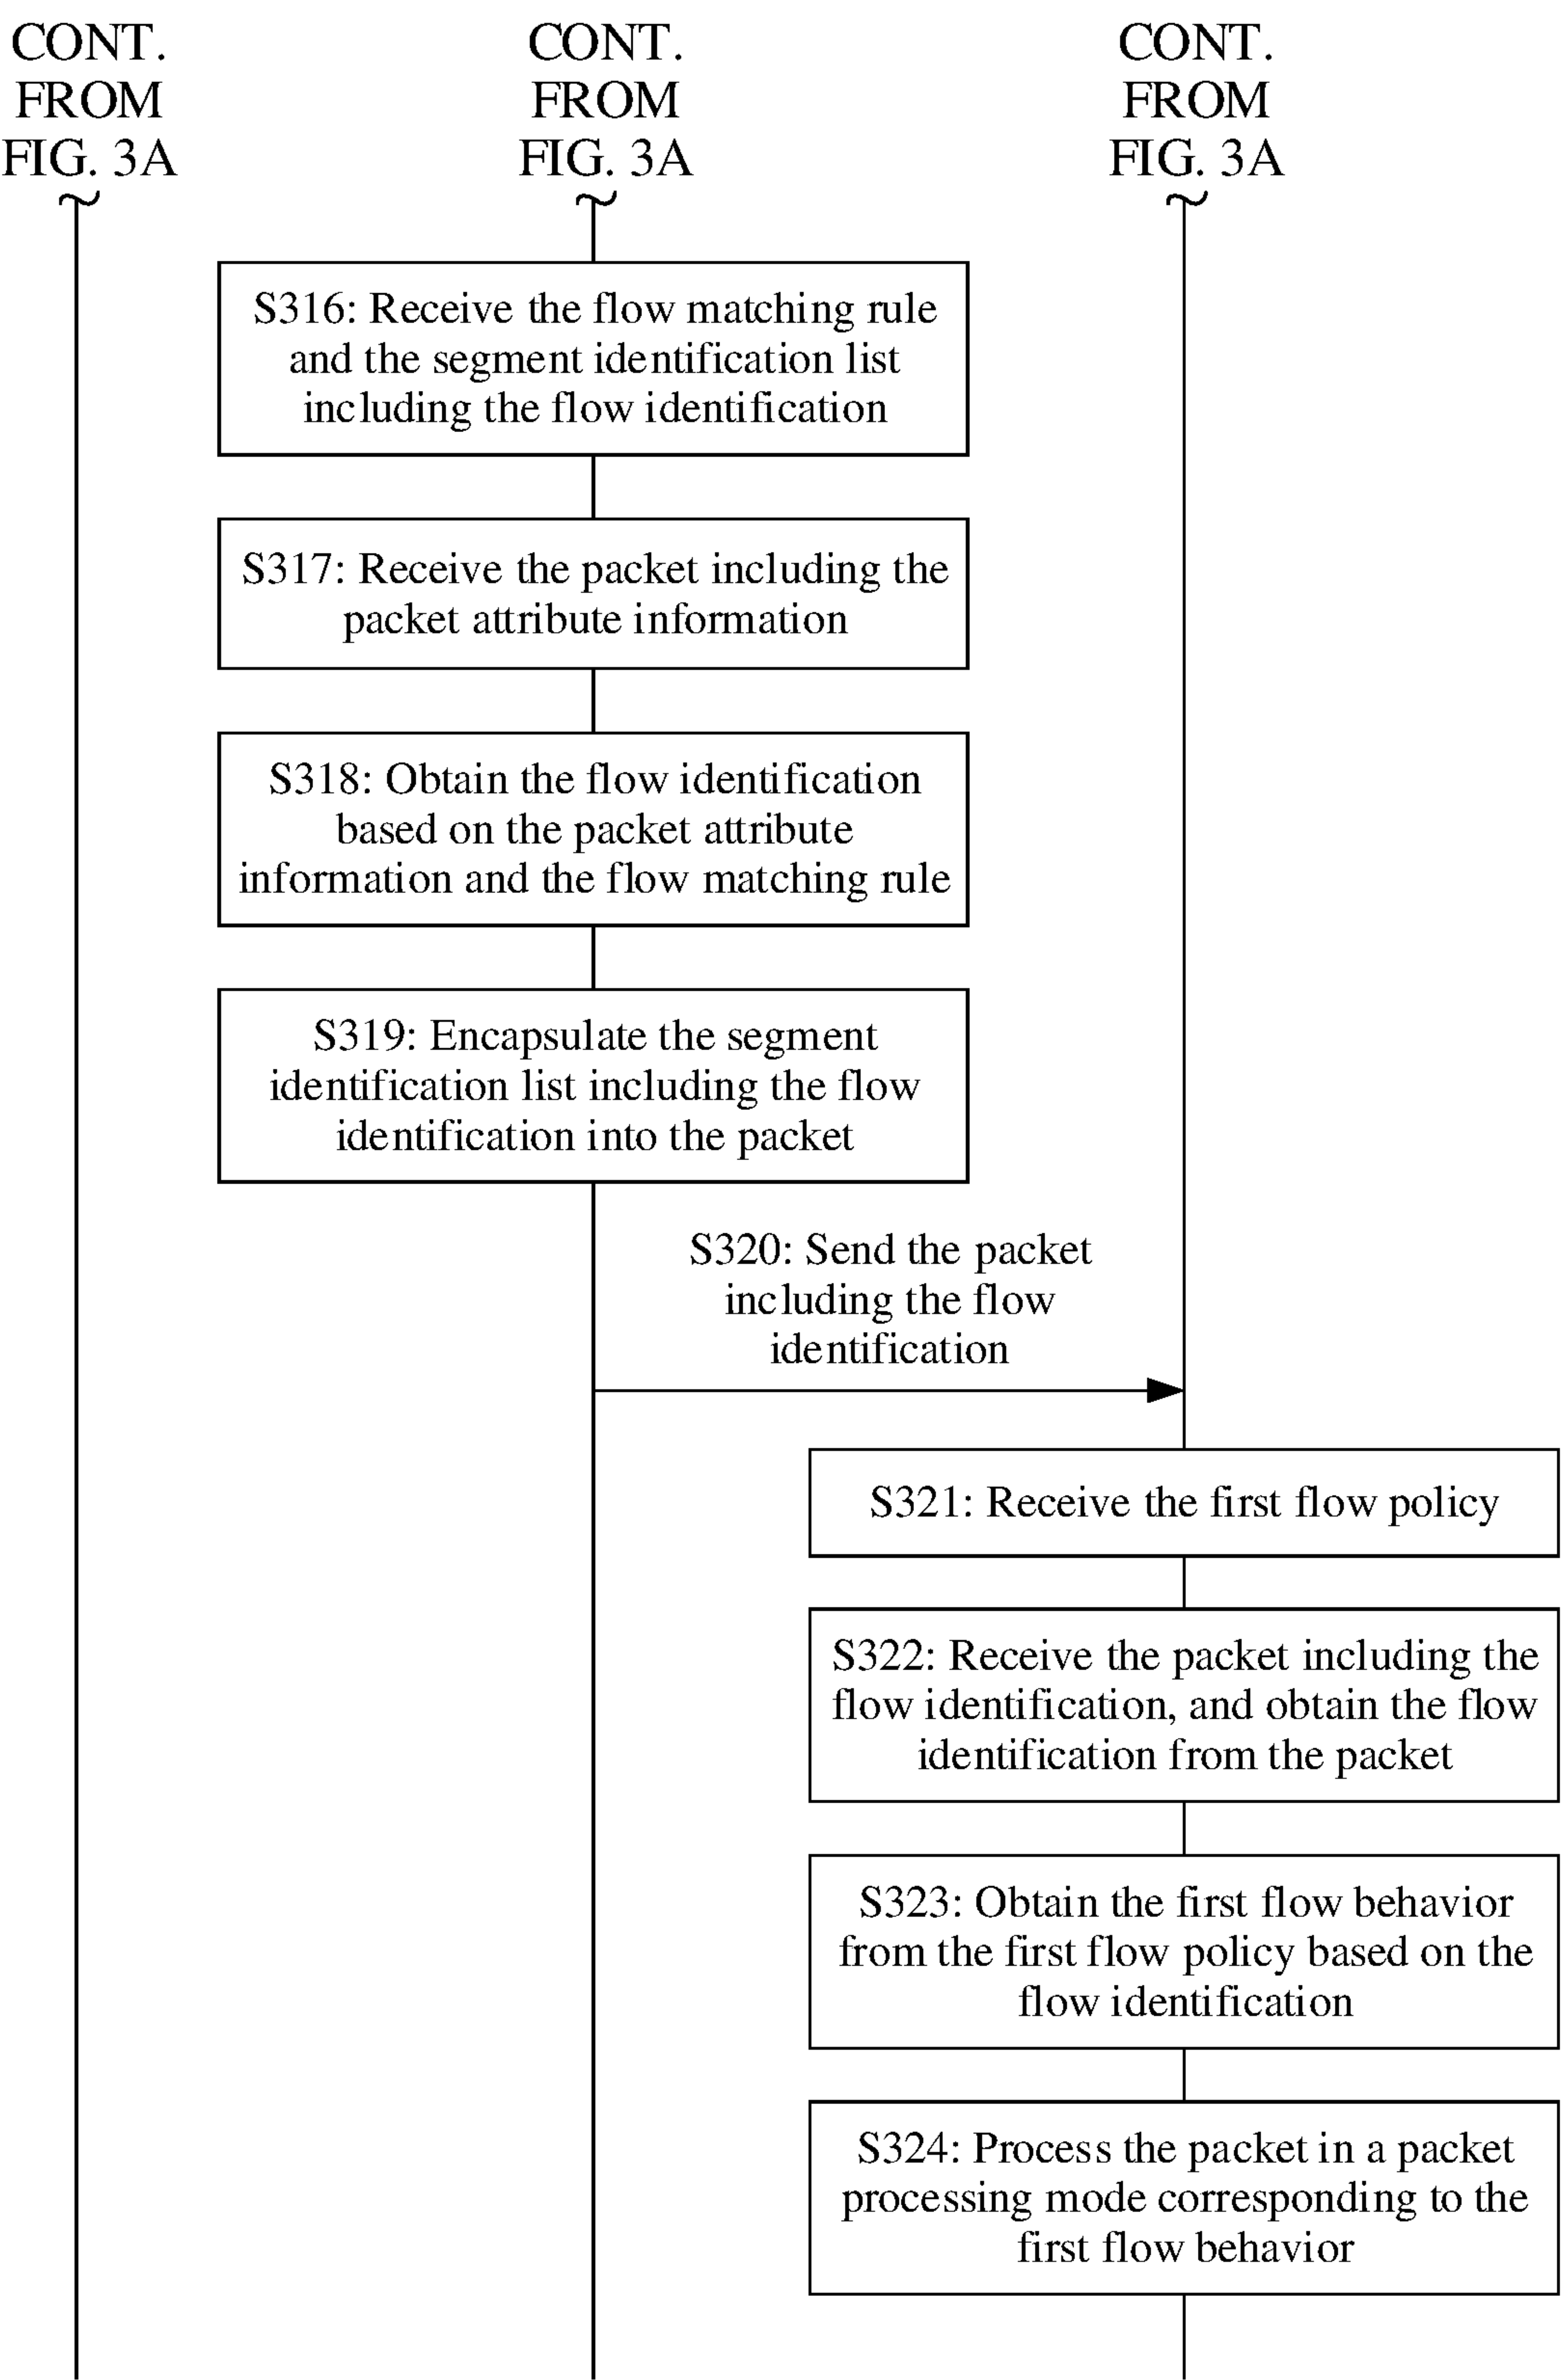 CONT.
FROM
FIG. 3A
CONT.
FROM
FIG. 3A
CONT.
FROM
FIG. 3A
S316: Receive the flow matching rule
and the segment identification list
including the flow identification
S317: Receive the packet including the
packet attribute information
S318: Obtain the flow identification
based on the packet attribute
information and the flow matching rule
S319: Encapsulate the segment
identification list including the flow
identification into the packet
S320: Send the packet
including the flow
identification
S321: Receive the first flow policy
S322: Receive the packet including the
flow identification, and obtain the flow
identification from the packet
S323: Obtain the first flow behavior
from the first flow policy based on the
flow identification
S324: Process the packet in a packet
processing mode corresponding to the
first flow behavior